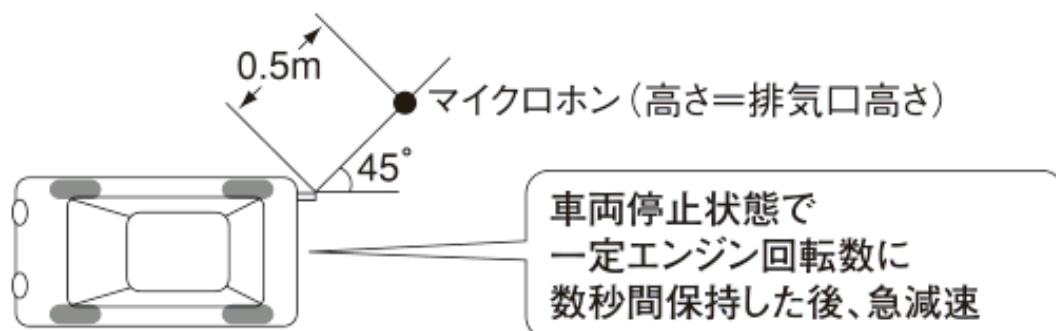 0.5m
マイクロホン（高さ＝排気口高さ）
45°
車両停止状態で
一定エンジン回転数に
数秒間保持した後、急減速